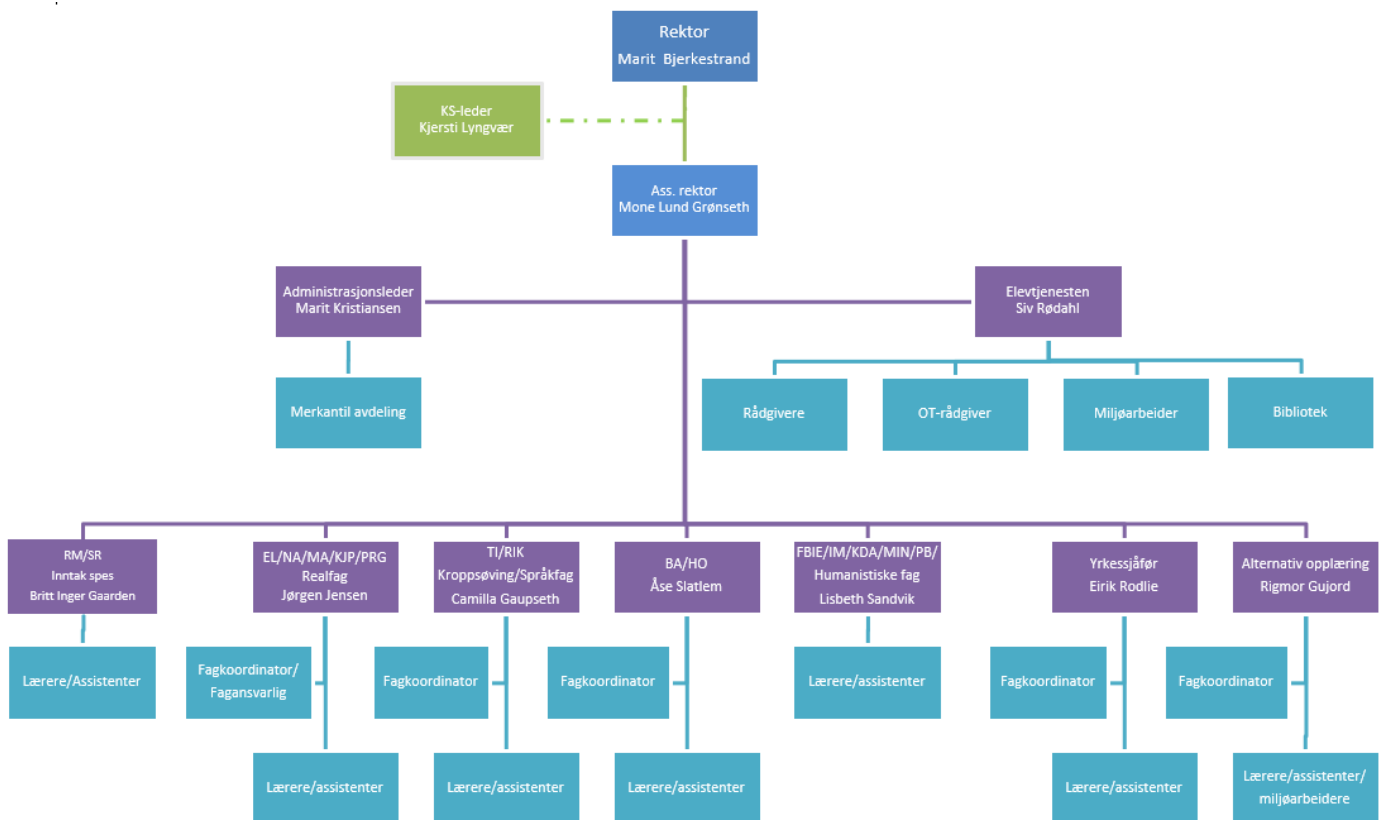 Rektor
Marit Bjerkestrand
KS-leder
Kjersti Lyngvær
Ass. rektor
Mone Lund Grønseth
Administrasjonsleder
Marit Kristiansen
Elevtjenesten
Siv Rødahl
Merkantil avdeling
Rådgivere
OT-rådgiver
Miljøarbeider
Bibliotek
RM/SR
Inntak spes
Britt Inger Gaarden
EL/NA/MA/KJP/PRG
Realfag
Jørgen Jensen
TI/RIK
Kroppsøving/Språkfag
Camilla Gaupseth
BA/HO
Åse Slatlem
FBIE/IM/KDA/MIN/PB/
Humanistiske fag
Lisbeth Sandvik
Yrkessjåfør
Eirik Rodlie
Alternativ opplæring
Rigmor Gujord
Lærere/Assistenter
Fagkoordinator/
Fagansvarlig
Fagkoordinator
Fagkoordinator
Lærere/assistenter
Fagkoordinator
Fagkoordinator
Lærere/assistenter
Lærere/assistenter
Lærere/assistenter
Lærere/assistenter
Lærere/assistenter/
miljøarbeidere